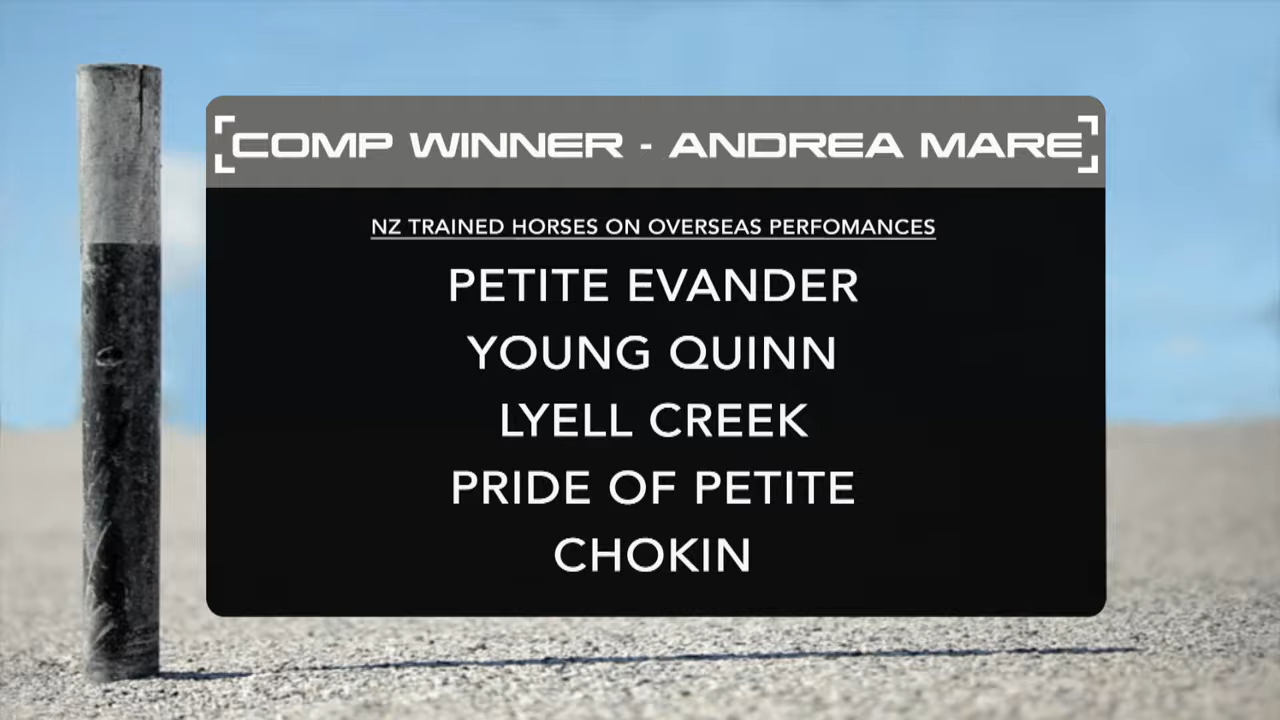 COMP WINNER - ANDREA MARE
NZ TRAINED HORSES ON OVERSEAS PERFOMANCES
PETITE EVANDER
YOUNG QUINN
LYELL CREEK
PRIDE OF PETITE
CHOKIN